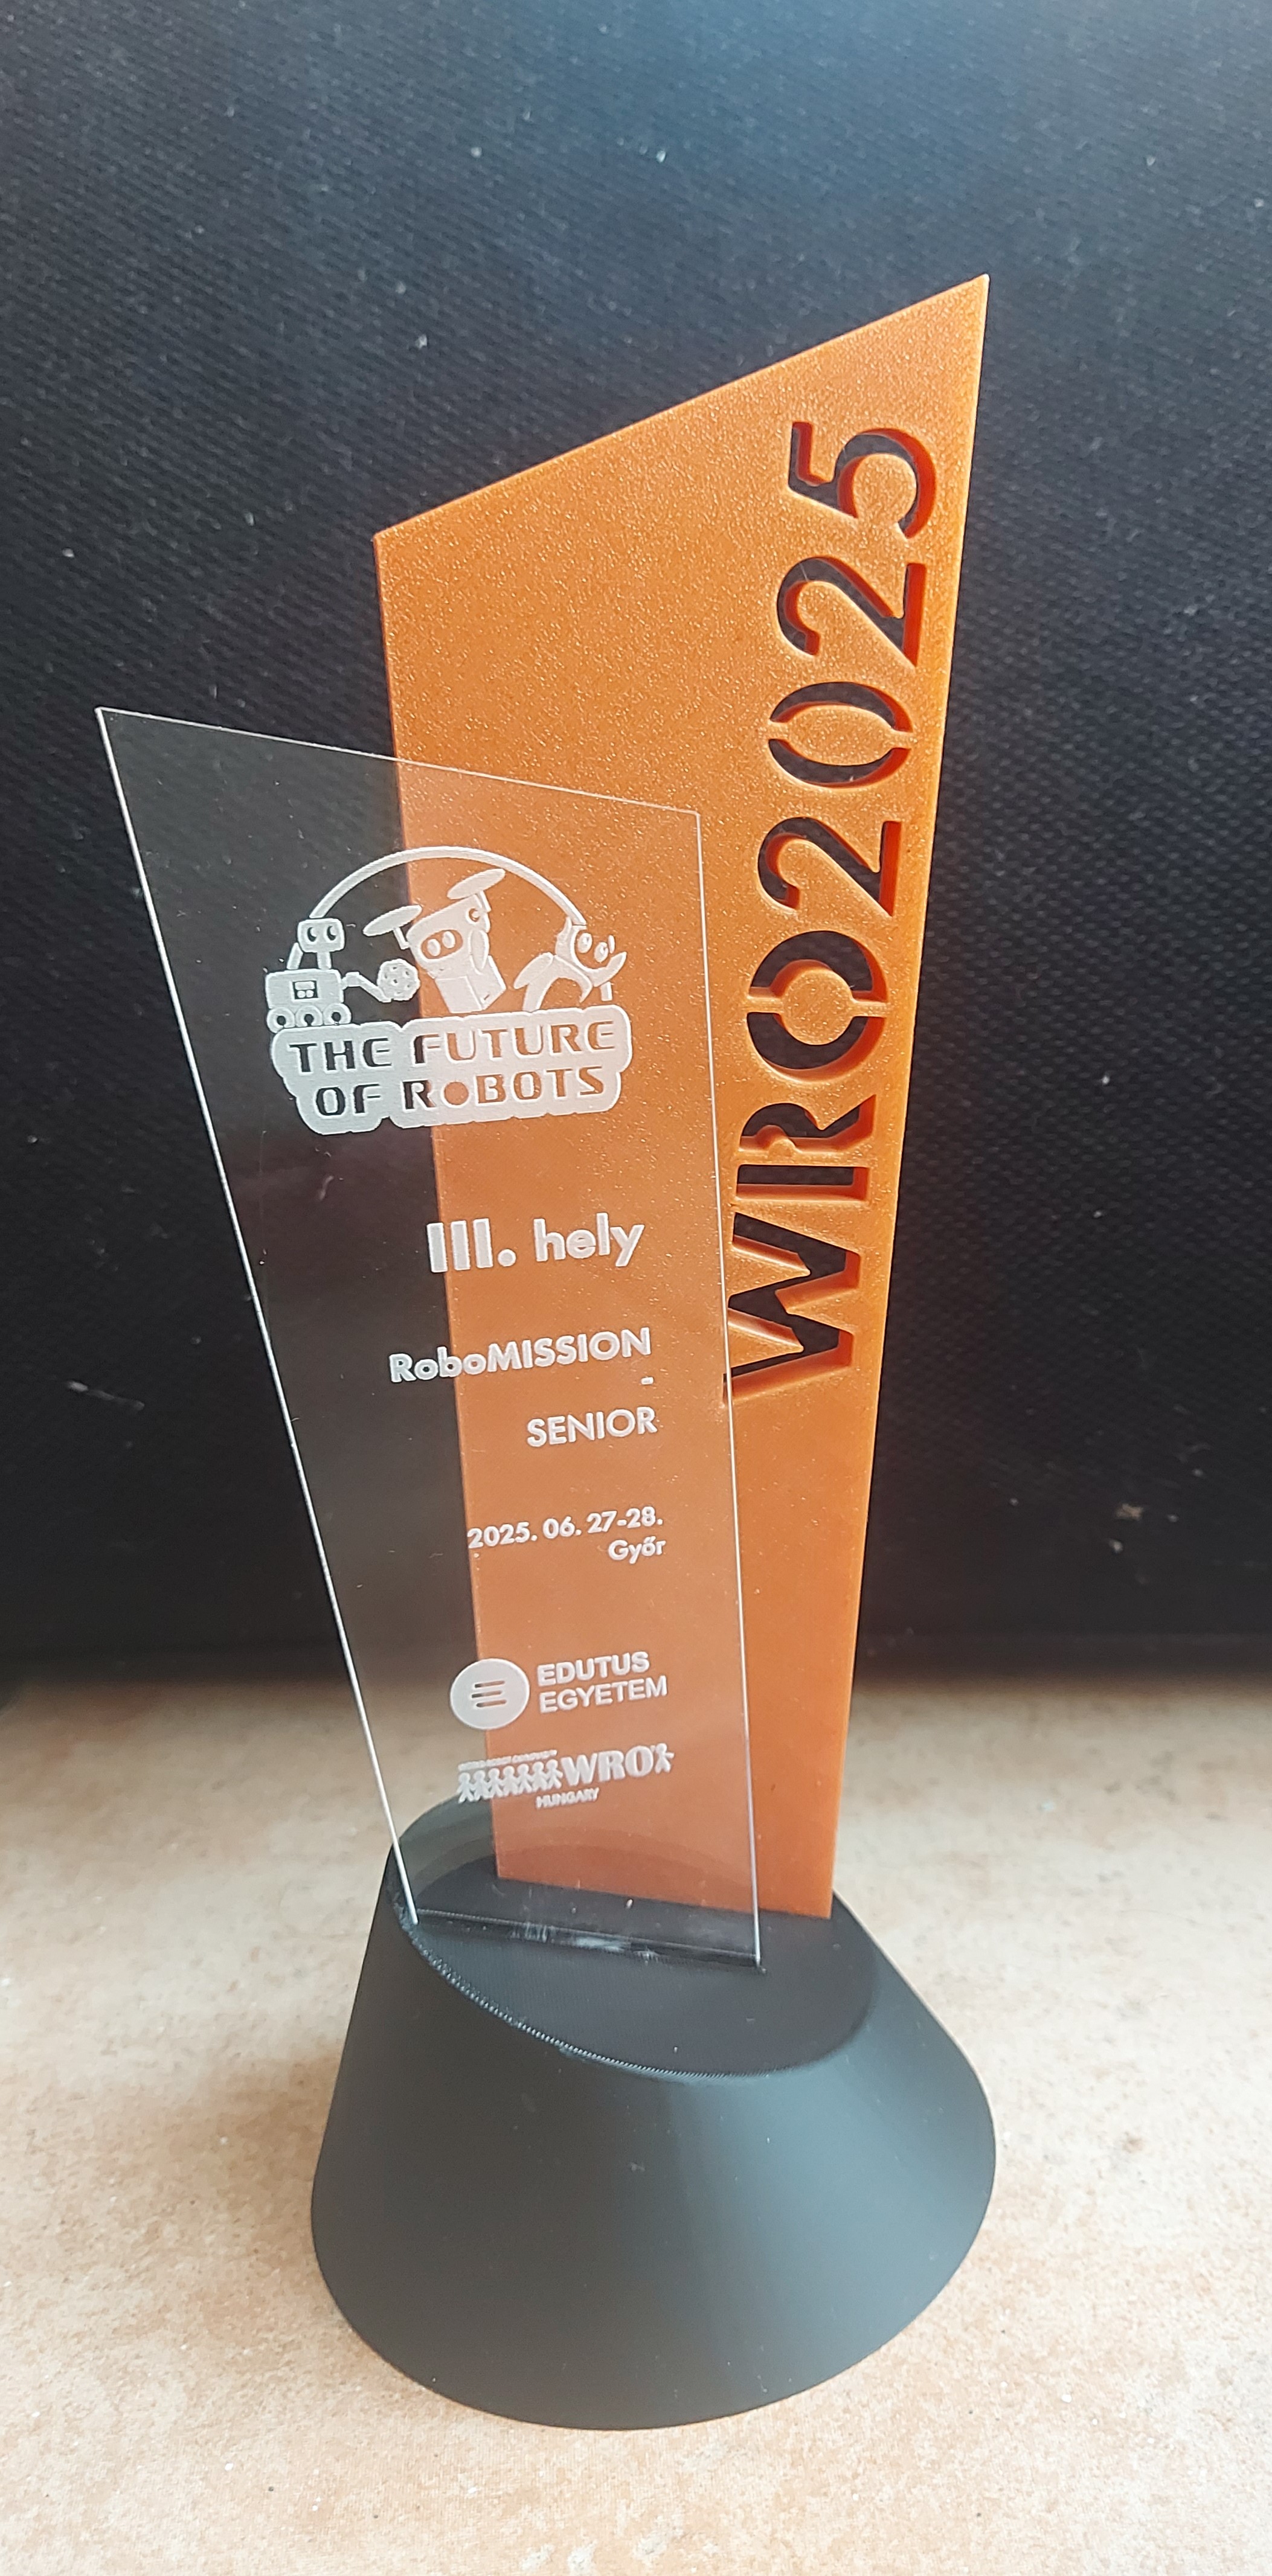 WRO2025
THE FUTURE
OF ROBOTS
III. hely
RoboMISSION
-
SENIOR
2025. 06. 27-28.
Győr
EDUTUS
EGYETEM
WRO
HUNGARY